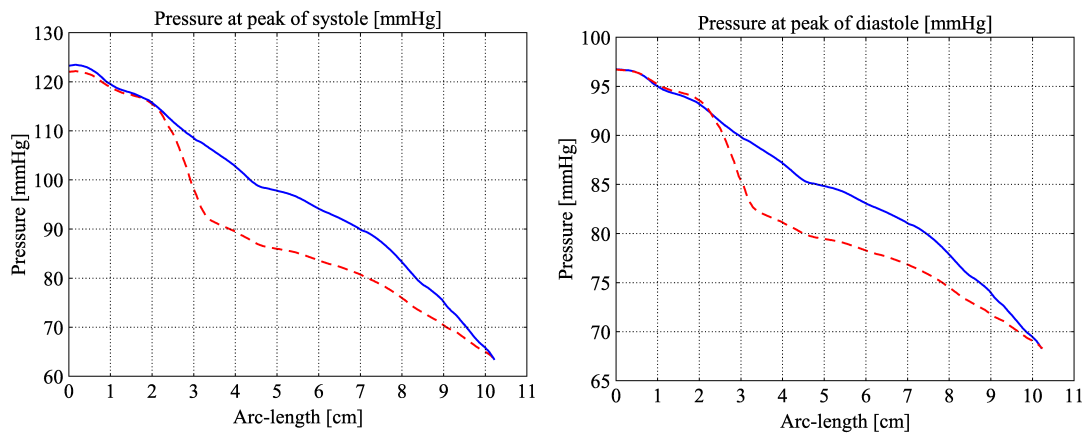 Pressure at peak of systole [mmHg]
130
120
110
100
90
80
70
60
Pressure [mmHg]
0 1 2 3 4 5 6 7 8 9 10 11
Arc-length [cm]
Pressure at peak of diastole [mmHg]
100
95
90
85
80
75
70
65
Pressure [mmHg]
0 1 2 3 4 5 6 7 8 9 10 11
Arc-length [cm]